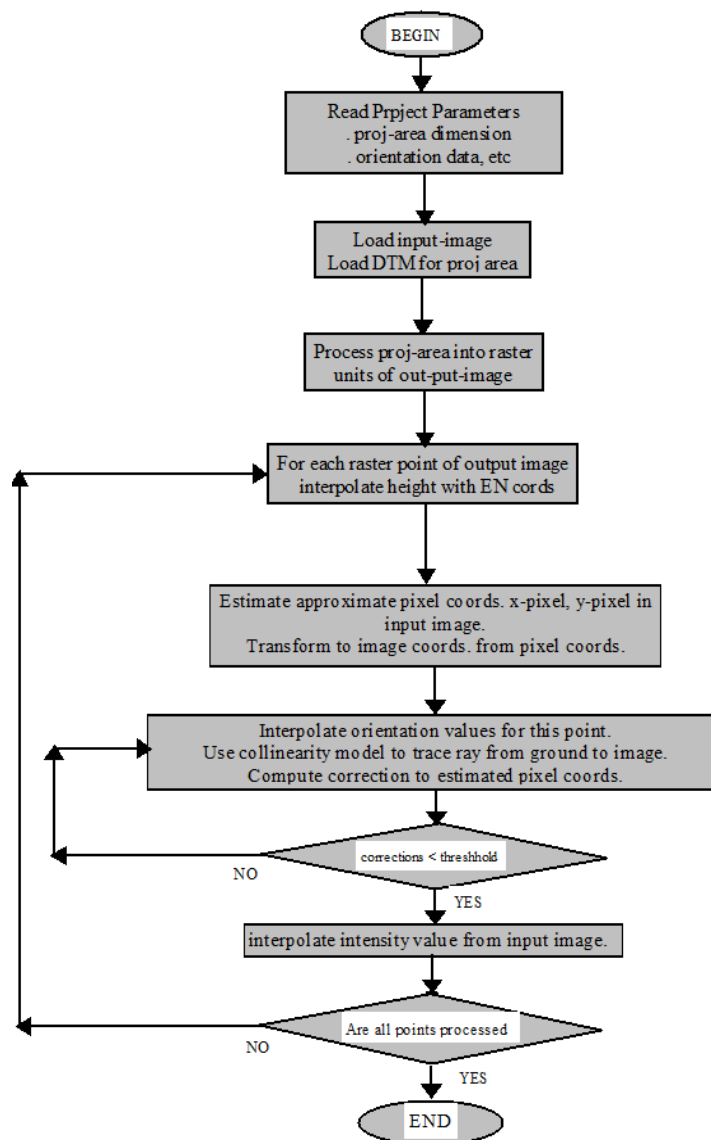 BEGIN
Read Prpject Parameters
. proj-area dimension
. orientation data, etc
Load input-image
Load DTM for proj area
Process proj-area into raster
units of out-put-image
For each raster point of output image
interpolate height with EN cords
Estimate approximate pixel coords. x-pixel, y-pixel in
input image.
Transform to image coords. from pixel coords.
Interpolate orientation values for this point.
Use collinearity model to trace ray from ground to image.
Compute correction to estimated pixel coords.
corrections < threshhold
NO
YES
interpolate intensity value from input image.
Are all points processed
NO
YES
END